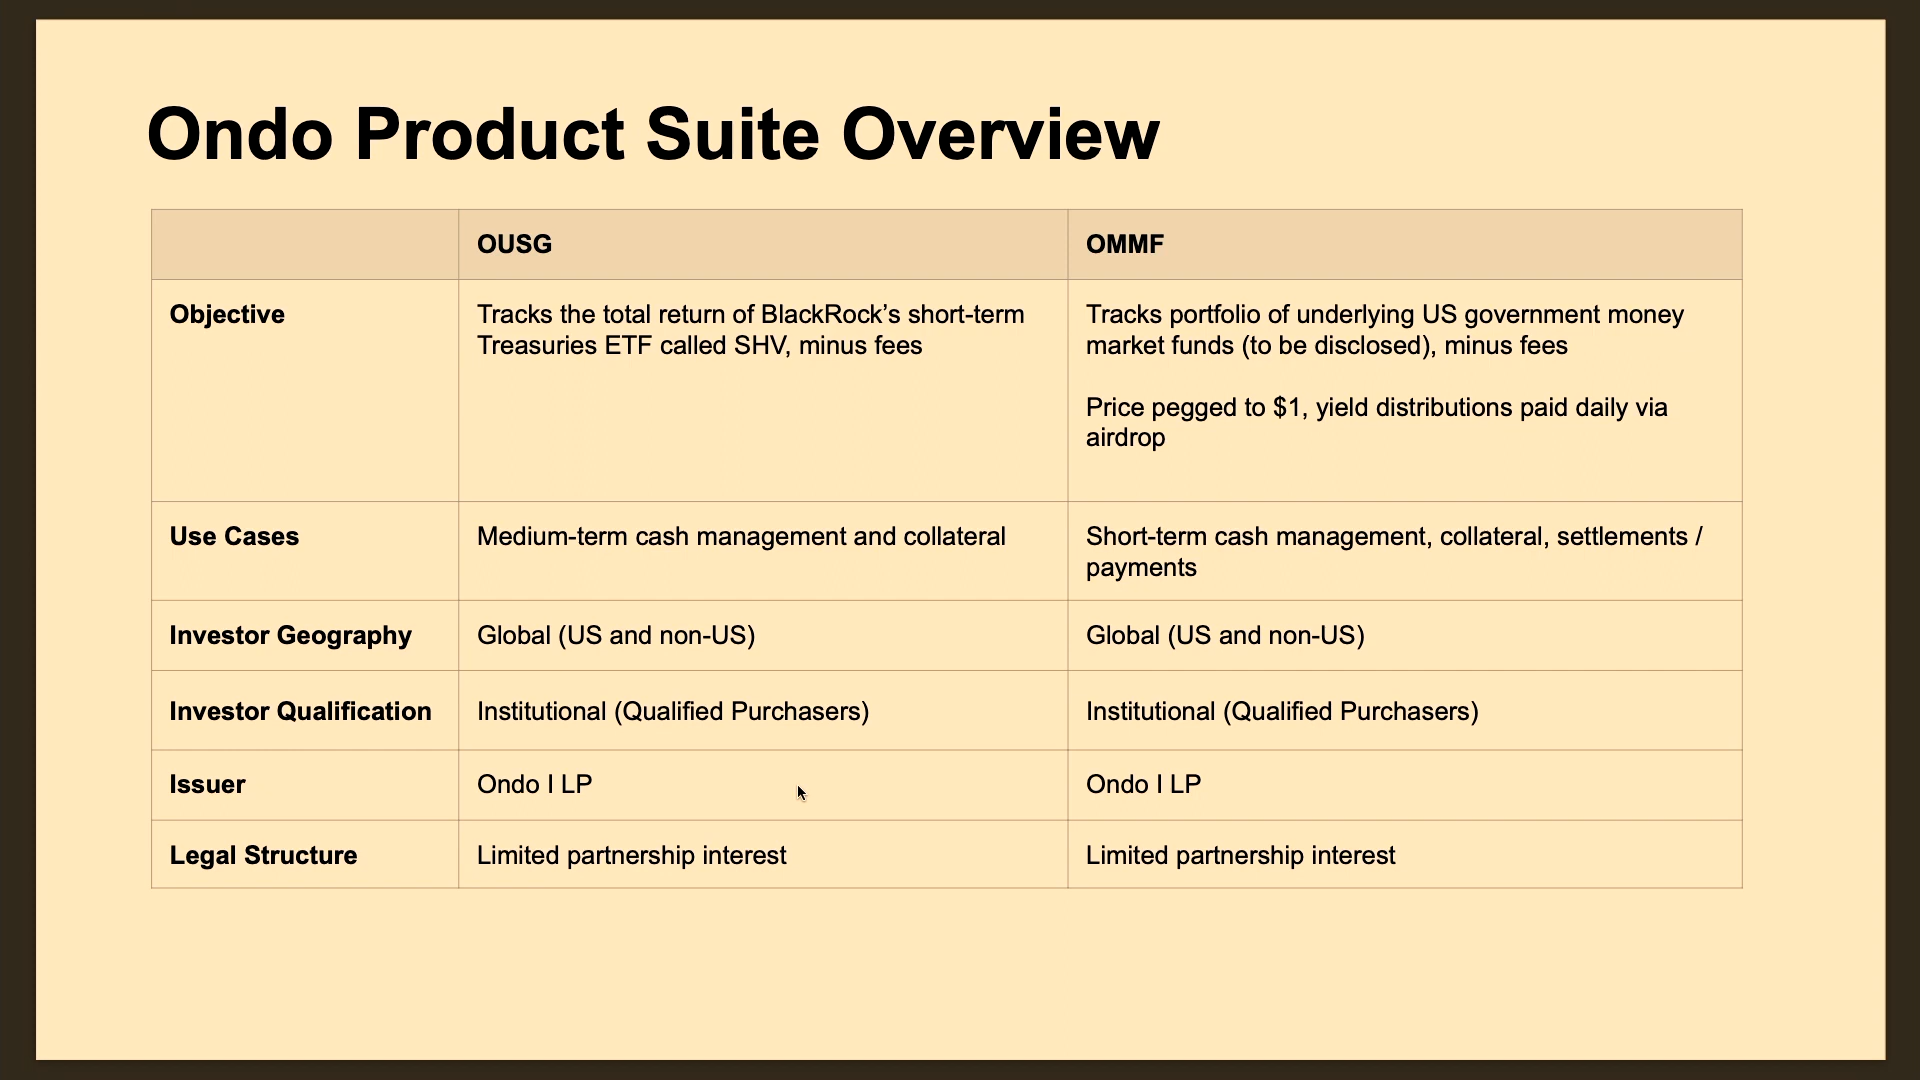 Ondo Product Suite Overview
OUSG
OMMF
Objective
Tracks the total return of BlackRock’s short-term
Treasuries ETF called SHV, minus fees
Tracks portfolio of underlying US government money
market funds (to be disclosed), minus fees
Price pegged to $1, yield distributions paid daily via
airdrop
Use Cases
Medium-term cash management and collateral
Short-term cash management, collateral, settlements /
payments
Investor Geography
Global (US and non-US)
Global (US and non-US)
Investor Qualification
Institutional (Qualified Purchasers)
Institutional (Qualified Purchasers)
Issuer
Ondo I LP
Ondo I LP
Legal Structure
Limited partnership interest
Limited partnership interest